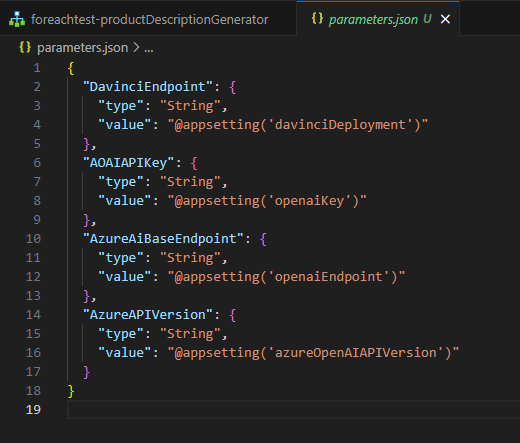 foreachtest-productDescriptionGenerator
{} parameters.json U ×
{} parameters.json > ...
1 {
2 "DavinciEndpoint": {
3 "type": "String",
4 "value": "@appsetting('davinciDeployment')"
5 },
6 "AOAIAPIKey": {
7 "type": "String",
8 "value": "@appsetting('openaiKey')"
9 },
10 "AzureAiBaseEndpoint": {
11 "type": "String",
12 "value": "@appsetting('openaiEndpoint')"
13 },
14 "AzureAPIVersion": {
15 "type": "String",
16 "value": "@appsetting('azureOpenAIAPIVersion')"
17 }
18 }
19